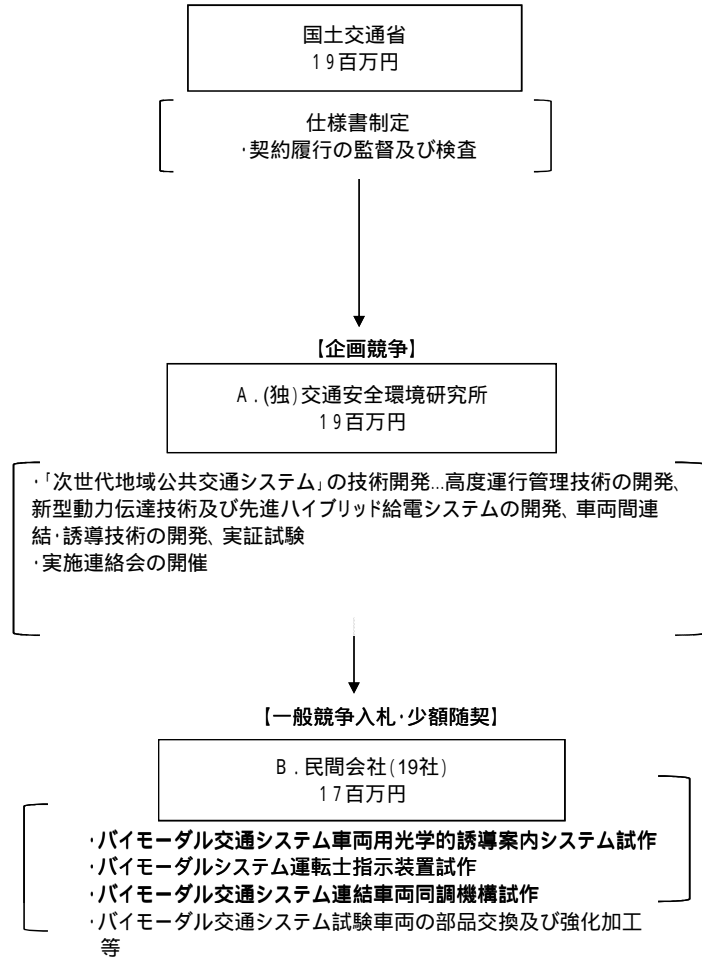 国土交通省
19百万円
仕様書制定
・契約履行の監督及び検査
【企画競争】
A．(独)交通安全環境研究所
19百万円
・「次世代地域公共交通システム」の技術開発…高度運行管理技術の開発、
新型動力伝達技術及び先進ハイブリッド給電システムの開発、車両間連
結・誘導技術の開発、実証試験
・実施連絡会の開催
【一般競争入札・少額随契】
B．民間会社(19社)
17百万円
・バイモーダル交通システム車両用光学的誘導案内システム試作
・バイモーダルシステム運転士指示装置試作
・バイモーダル交通システム連結車両同調機構試作
・バイモーダル交通システム試験車両の部品交換及び強化加工
等